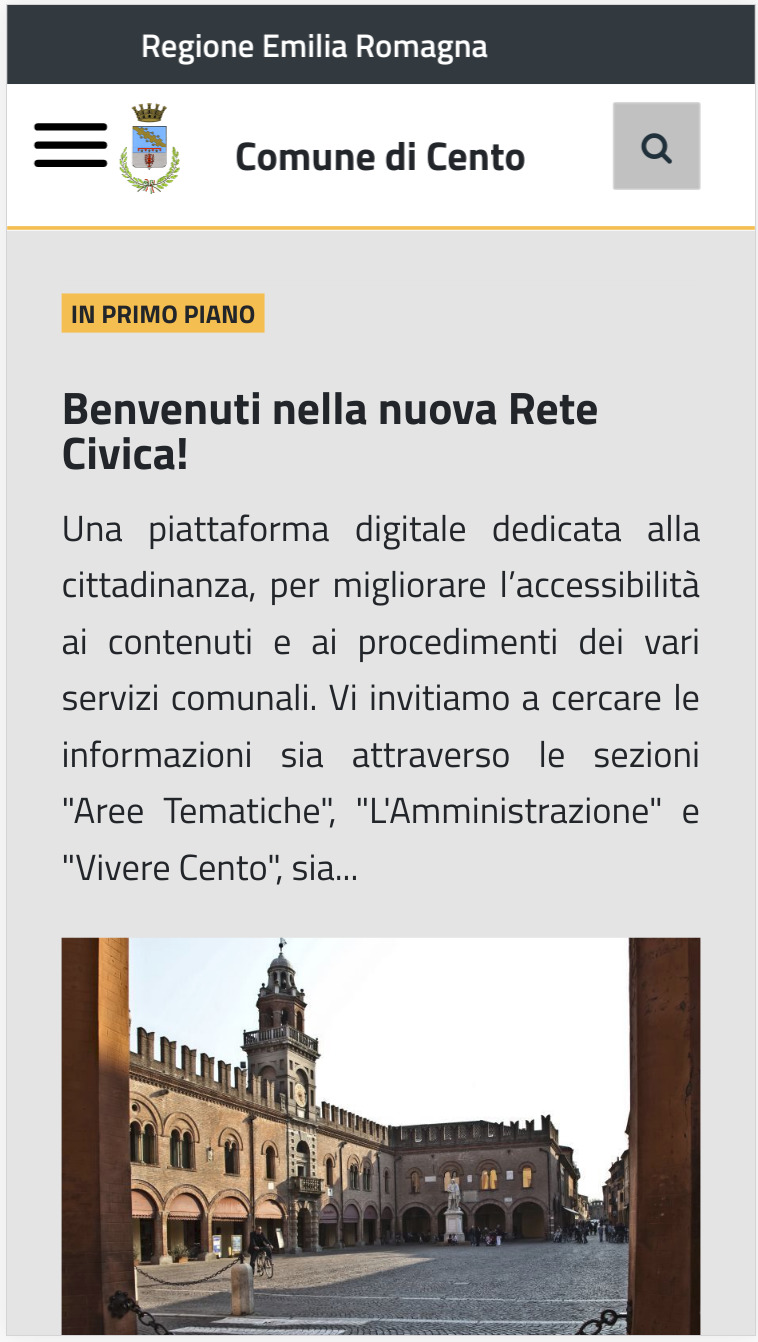 Regione Emilia Romagna
Comune di Cento
IN PRIMO PIANO
Benvenuti nella nuova Rete
Civica!
Una piattaforma digitale dedicata alla
cittadinanza, per migliorare l’accessibilità
ai contenuti e ai procedimenti dei vari
servizi comunali. Vi invitiamo a cercare le
informazioni sia attraverso le sezioni
"Aree Tematiche", "L'Amministrazione" e
"Vivere Cento", sia...